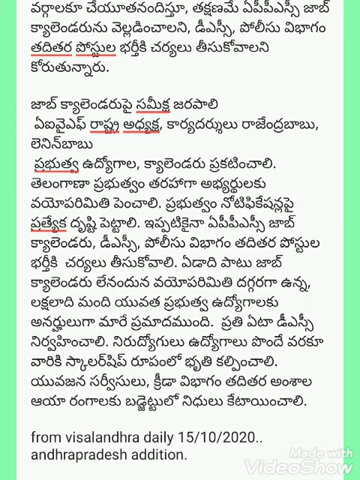 వర్గాలకూ చేయూతనందిస్తూ, తక్షణమే ఏపీపీఎస్సీ జాబ్
క్యాలెండరును వెల్లడించాలని, డీఎస్సీ, పోలీసు విభాగం
తదితర పోస్టుల భర్తీకి చర్యలు తీసుకోవాలని
కోరుతున్నారు.
జాబ్ క్యాలెండరుపై సమీక్ష జరపాలి
ఏఐవైఎఫ్ రాష్ట్ర అధ్యక్ష, కార్యదర్శులు రాజేంద్రబాబు,
లెనిన్‌బాబు
ప్రభుత్వ ఉద్యోగాల, క్యాలెండరు ప్రకటించాలి.
తెలంగాణా ప్రభుత్వం తరహాగా అభ్యర్థులకు
వయోపరిమితి పెంచాలి. ప్రభుత్వం నోటిఫికేషన్లపై
ప్రత్యేక దృష్టి పెట్టాలి. ఇప్పటికైనా ఏపీపీఎస్సీ జాబ్
క్యాలెండరు, డీఎస్సీ, పోలీసు విభాగం తదితర పోస్టుల
భర్తీకి చర్యలు తీసుకోవాలి. ఏడాది పాటు జాబ్
క్యాలెండరు లేనందున వయోపరిమితి దగ్గరగా ఉన్న,
లక్షలాది మంది యువత ప్రభుత్వ ఉద్యోగాలకు
అనర్హులుగా మారే ప్రమాదముంది. ప్రతి ఏటా డీఎస్సీ
నిర్వహించాలి. నిరుద్యోగులు ఉద్యోగాలు పొందే వరకూ
వారికి స్కాలర్‌షిప్ రూపంలో భృతి కల్పించాలి.
యువజన సర్వీసులు, క్రీడా విభాగం తదితర అంశాల
ఆయా రంగాలకు బడ్జెట్టులో నిధులు కేటాయించాలి.
from visalandhra daily 15/10/2020..
andhrapradesh addition.
Made with
VideoShow